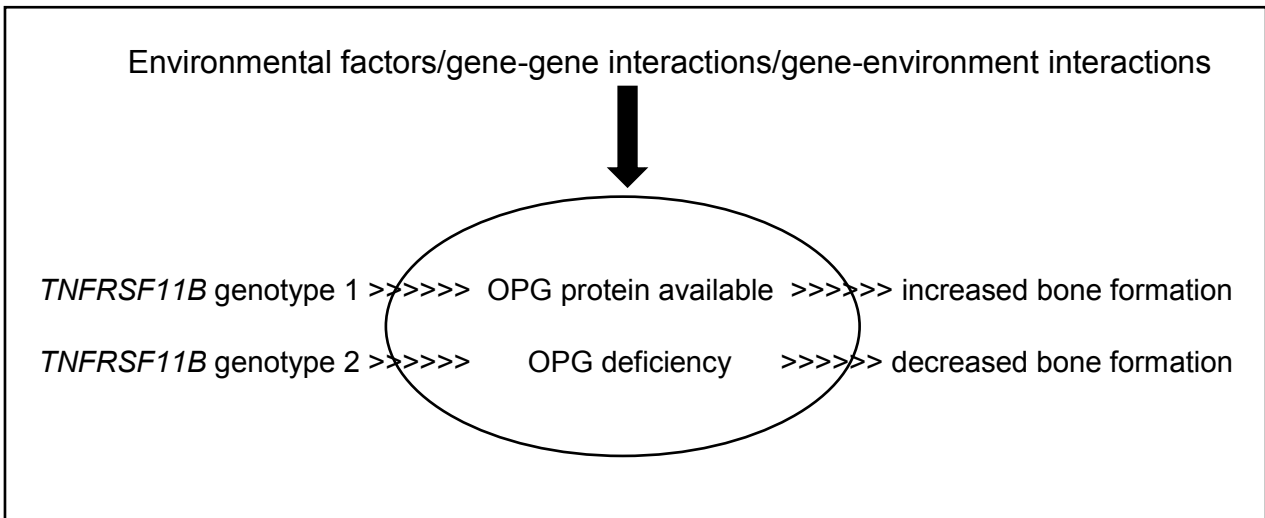 Environmental factors/gene-gene interactions/gene-environment interactions
TNFRSF11B genotype 1 >>>>>> OPG protein available >>>>>> increased bone formation
TNFRSF11B genotype 2 >>>>>> OPG deficiency >>>>>> decreased bone formation